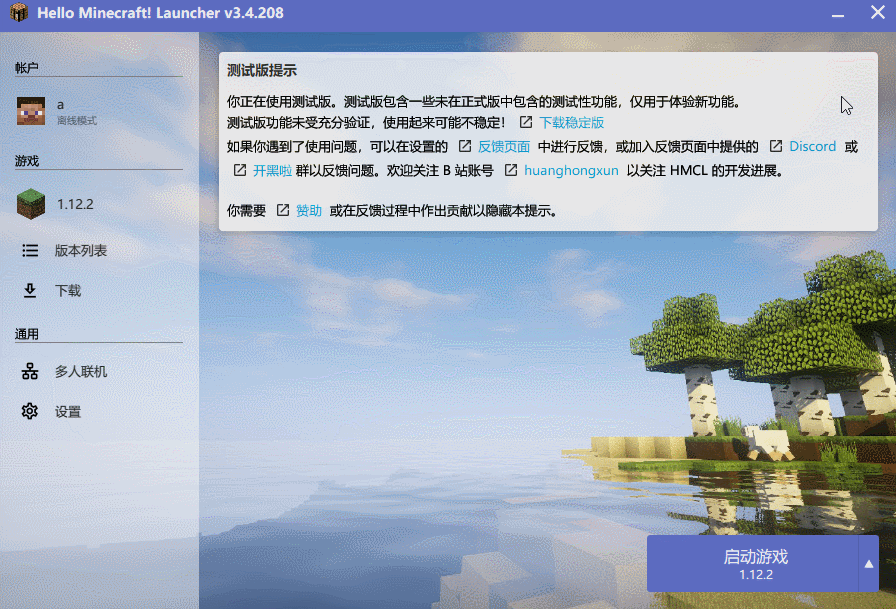 Hello Minecraft! Launcher v3.4.208
帐户
a
离线模式
游戏
1.12.2
版本列表
下载
通用
多人联机
设置
测试版提示
你正在使用测试版。测试版包含一些未在正式版中包含的测试性功能，仅用于体验新功能。
测试版功能未受充分验证，使用起来可能不稳定！ 下载稳定版
如果你遇到了使用问题，可以在设置的 反馈页面 中进行反馈，或加入反馈页面中提供的 Discord 或
开黑啦 群以反馈问题。欢迎关注 B 站账号 huanghongxun 以关注 HMCL 的开发进展。
你需要 赞助 或在反馈过程中作出贡献以隐藏本提示。
启动游戏
1.12.2